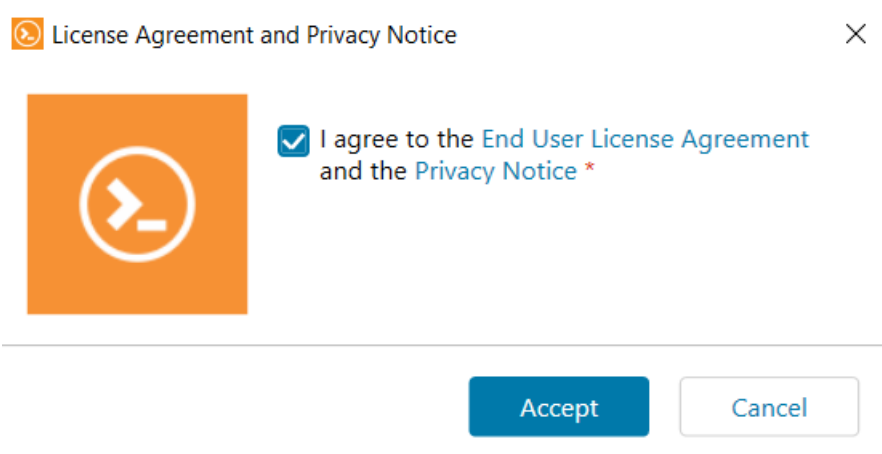 License Agreement and Privacy Notice
I agree to the End User License Agreement
and the Privacy Notice *
Accept
Cancel